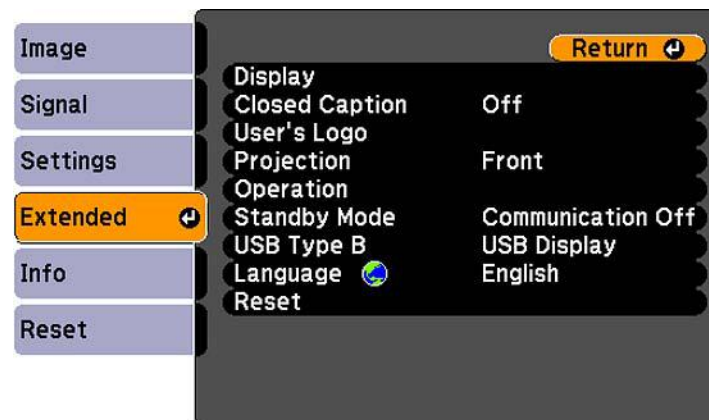 Image
Signal
Settings
Extended
Info
Reset
Return
Display
Closed Caption Off
User's Logo
Projection Front
Operation
Standby Mode Communication Off
USB Type B USB Display
Language English
Reset